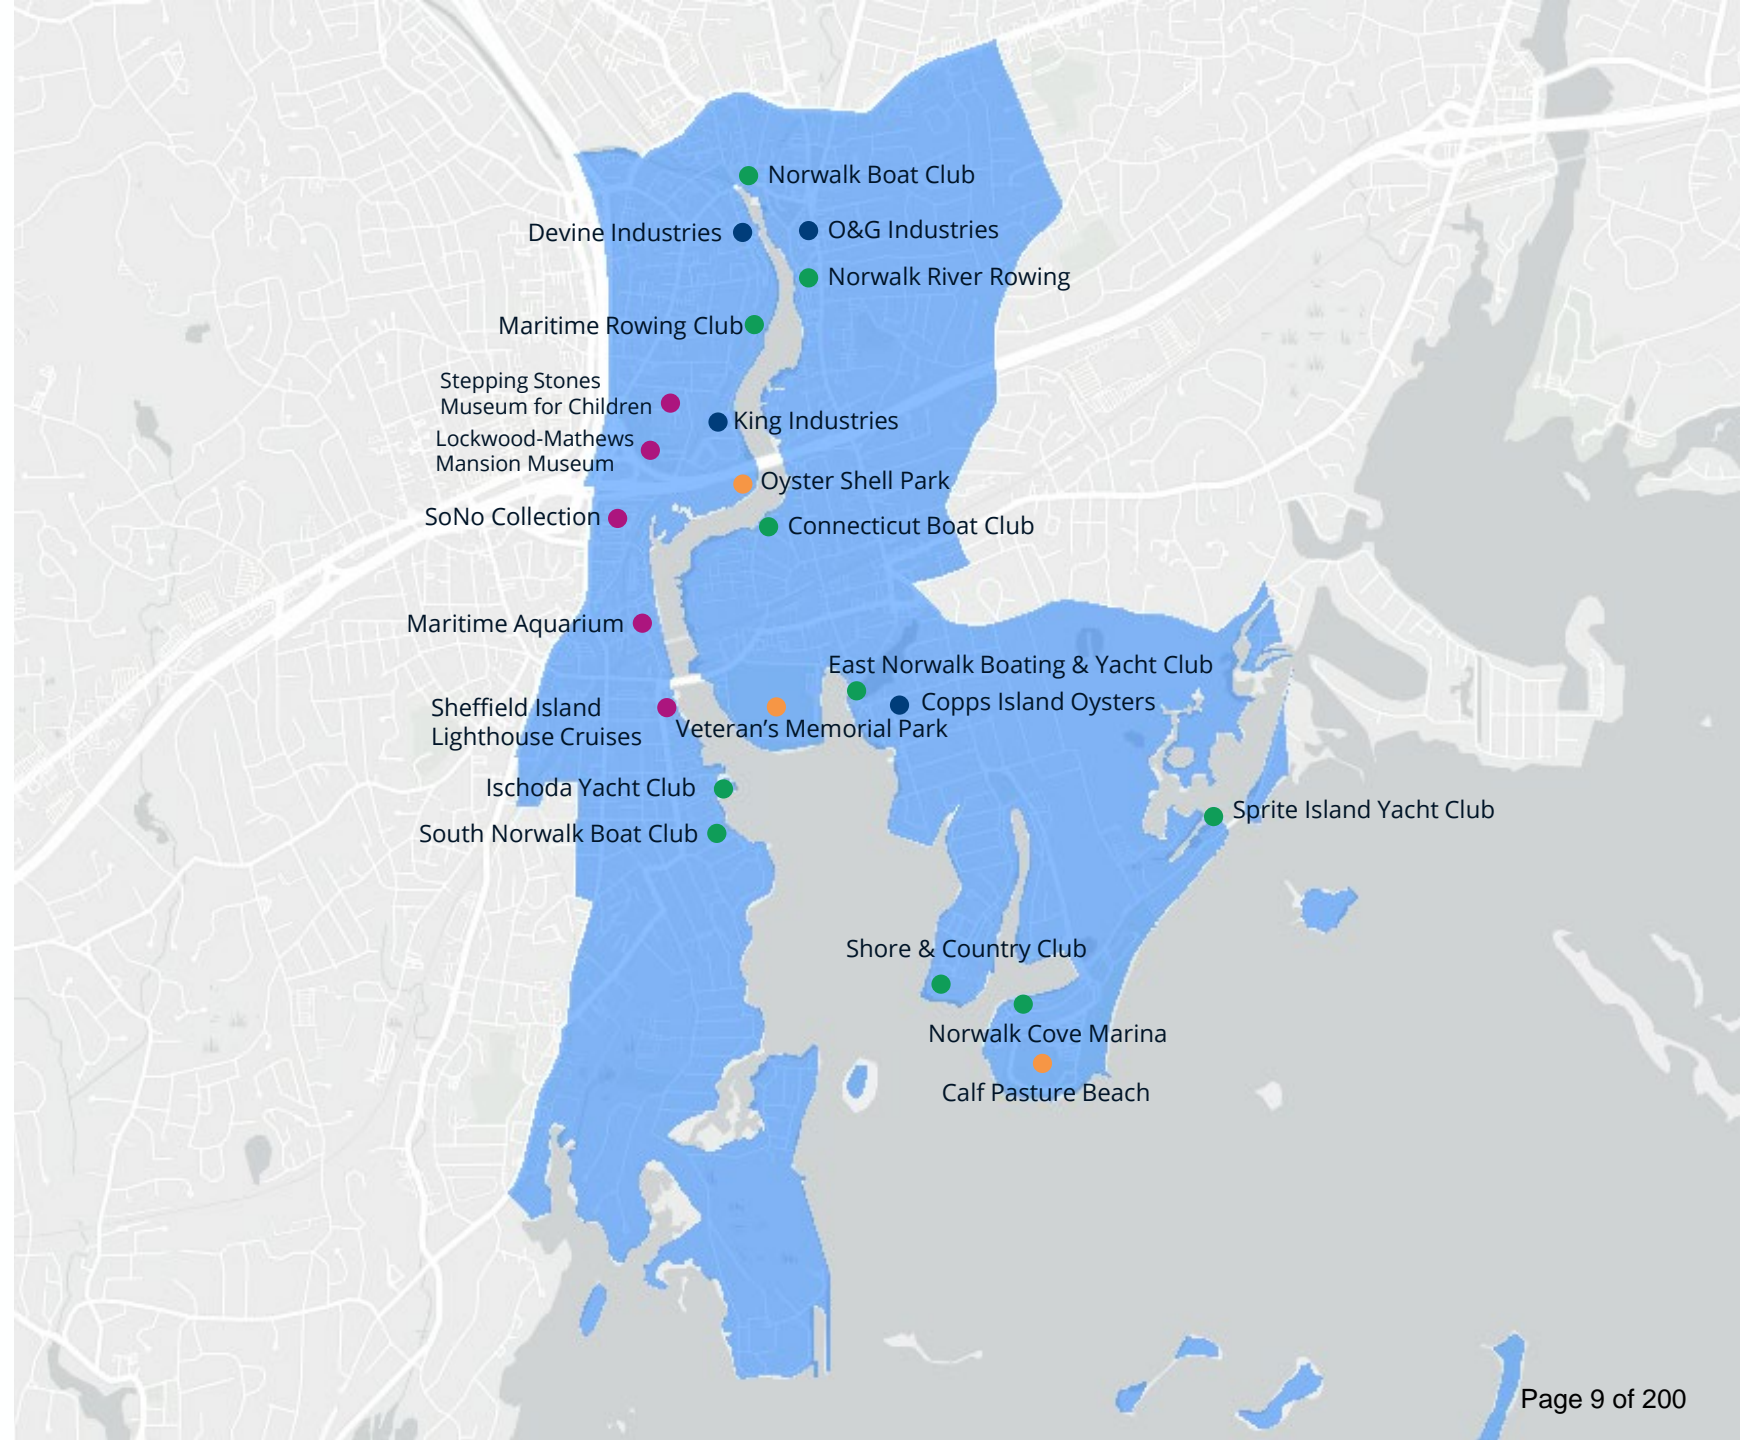 Norwalk Boat Club
Devine Industries
O&G Industries
Norwalk River Rowing
Maritime Rowing Club
Stepping Stones
Museum for Children
King Industries
Lockwood-Mathews
Mansion Museum
Oyster Shell Park
SoNo Collection
Connecticut Boat Club
Maritime Aquarium
East Norwalk Boating & Yacht Club
Copps Island Oysters
Sheffield Island
Lighthouse Cruises
Veteran’s Memorial Park
Ischoda Yacht Club
Sprite Island Yacht Club
South Norwalk Boat Club
Shore & Country Club
Norwalk Cove Marina
Calf Pasture Beach
Page 9 of 200